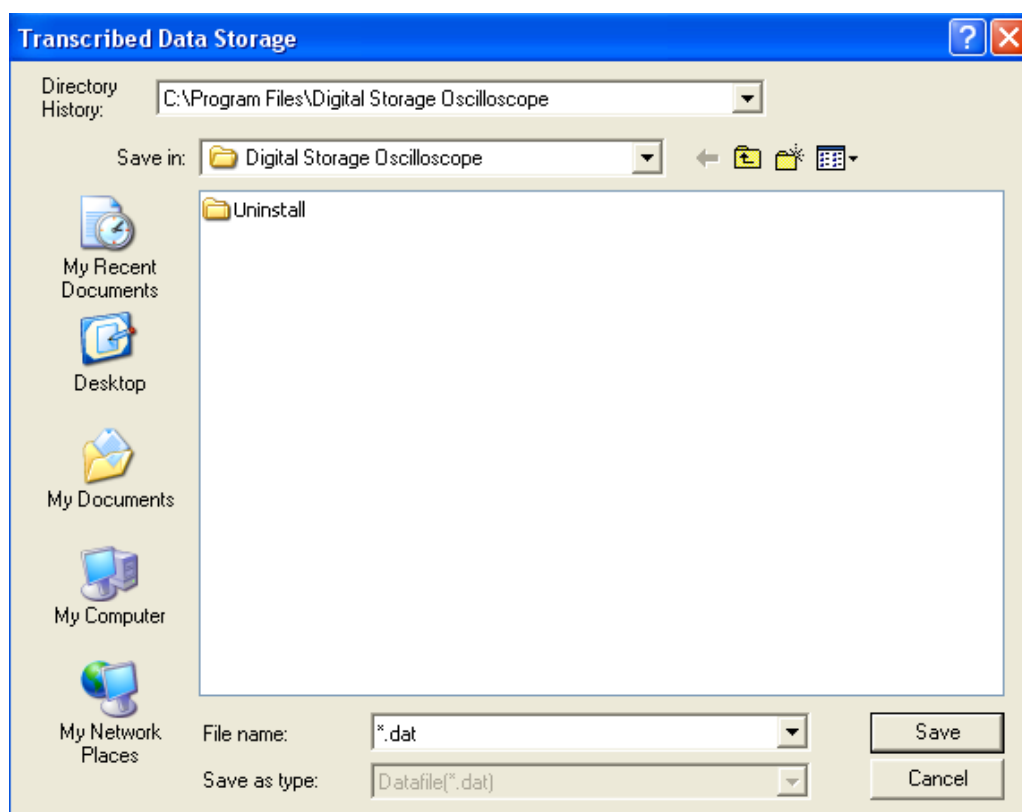 Transcribed Data Storage
Directory
History:
C:\Program Files\Digital Storage Oscilloscope
Save in:
Digital Storage Oscilloscope
Uninstall
My Recent
Documents
Desktop
My Documents
My Computer
My Network
Places
File name:
*.dat
Save
Save as type:
Datafile(*.dat)
Cancel